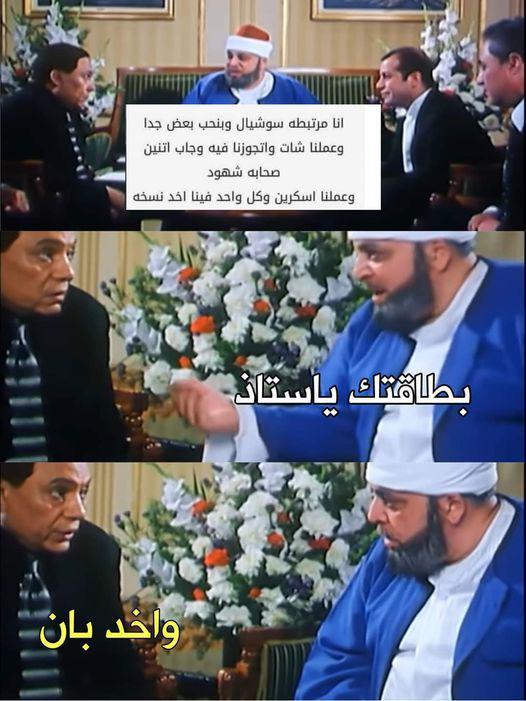 انا مرتبطه سوشيال وبنحب بعض جدا
وعملنا شات واتجوزنا فيه وجاب اتنين
صحابه شهود
وعملنا اسكرين وكل واحد فينا اخد نسخه
بطاقتك ياستاذ
واخد بان